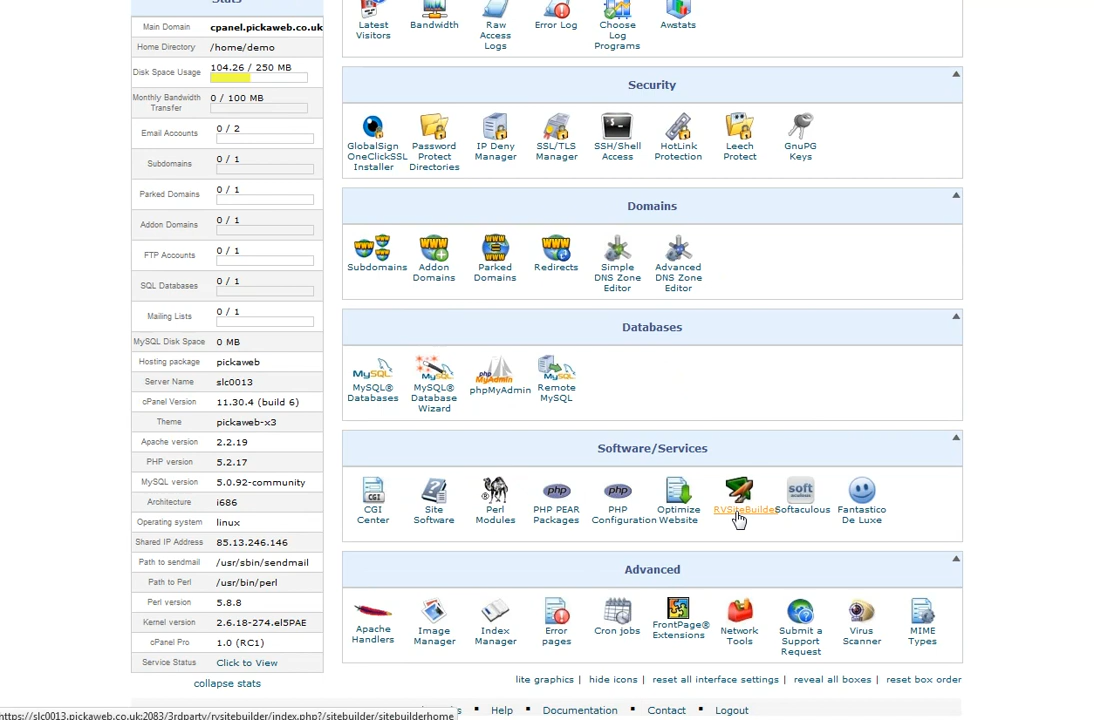 Stats
Main Domain cpanel.pickaweb.co.uk
Home Directory /home/demo
Disk Space Usage 104.26 / 250 MB
Monthly Bandwidth Transfer 0 / 100 MB
Email Accounts 0 / 2
Subdomains 0 / 1
Parked Domains 0 / 1
Addon Domains 0 / 1
FTP Accounts 0 / 1
SQL Databases 0 / 1
Mailing Lists 0 / 1
MySQL Disk Space 0 MB
Hosting package pickaweb
Server Name slc0013
cPanel Version 11.30.4 (build 6)
Theme pickaweb-x3
Apache version 2.2.19
PHP version 5.2.17
MySQL version 5.0.92-community
Architecture i686
Operating system linux
Shared IP Address 85.13.246.146
Path to sendmail /usr/sbin/sendmail
Path to Perl /usr/bin/perl
Perl version 5.8.8
Kernel version 2.6.18-274.el5PAE
cPanel Pro 1.0 (RC1)
Service Status Click to View
collapse stats
Latest Visitors
Bandwidth
Raw Access Logs
Error Log
Choose Log Programs
Awstats
Security
GlobalSign OneClickSSL Installer
Password Protect Directories
IP Deny Manager
SSL/TLS Manager
SSH/Shell Access
HotLink Protection
Leech Protect
GnuPG Keys
Domains
Subdomains
Addon Domains
Parked Domains
Redirects
Simple DNS Zone Editor
Advanced DNS Zone Editor
Databases
MySQL® Databases
MySQL® Database Wizard
phpMyAdmin
Remote MySQL
Software/Services
CGI Center
Site Software
Perl Modules
PHP PEAR Packages
PHP Configuration
Optimize Website
RVSiteBuilder
Softaculous
Fantastico De Luxe
Advanced
Apache Handlers
Image Manager
Index Manager
Error pages
Cron jobs
FrontPage® Extensions
Network Tools
Submit a Support Request
Virus Scanner
MIME Types
lite graphics | hide icons | reset all interface settings | reveal all boxes | reset box order
Help ▪ Documentation ▪ Contact ▪ Logout
https://slc0013.pickaweb.co.uk:2083/3rdparty/rvsitebuilder/index.php?/sitebuilder/sitebuilderhome